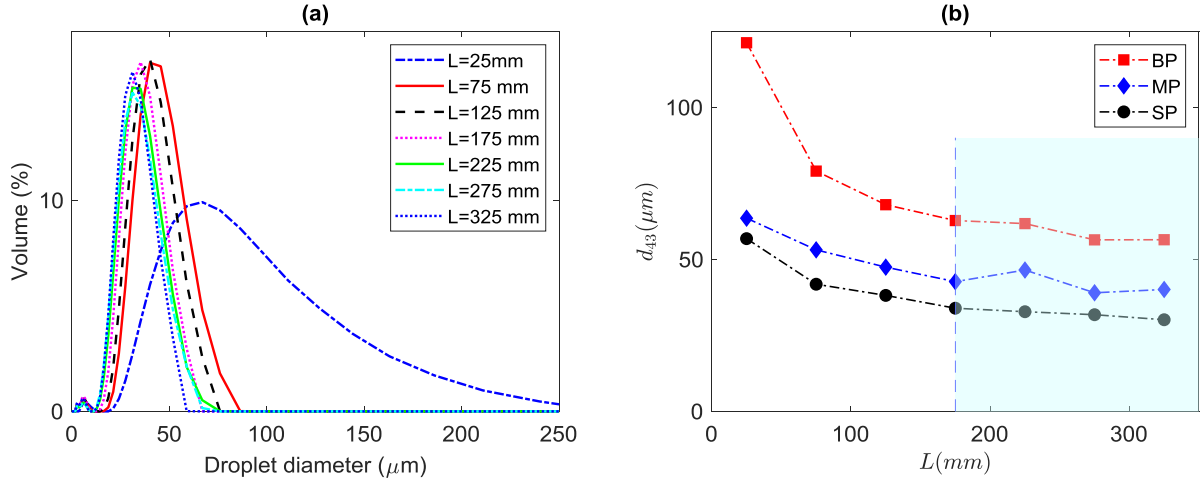 (a)
Volume (%)
10
0
0
50
100
150
200
250
Droplet diameter (μm)
L=25mm
L=75 mm
L=125 mm
L=175 mm
L=225 mm
L=275 mm
L=325 mm
(b)
d43(μm)
100
50
0
0
100
200
300
L(mm)
BP
MP
SP